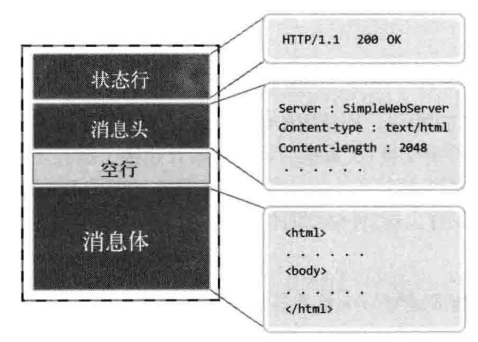 状态行
HTTP/1.1 200 OK
消息头
Server : SimpleWebServer
Content-type : text/html
Content-length : 2048
. . . . . .
空行
消息体
<html>
. . . . . .
<body>
. . . . . .
</html>